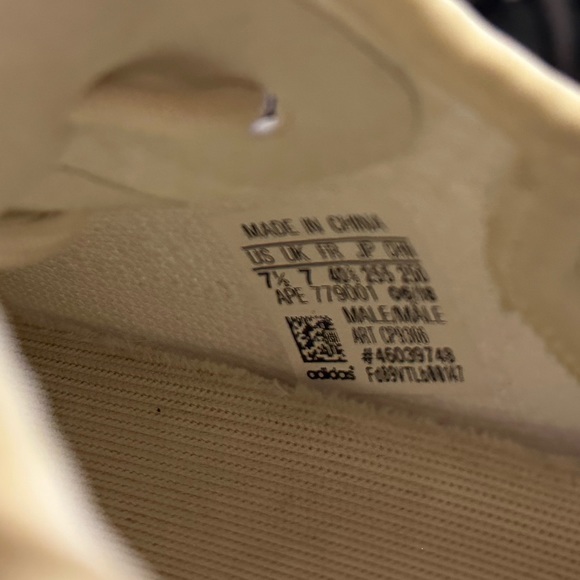 MADE IN CHINA
US UK FR JP CHN
7½ 7 40⅔ 255 250
APE 779001 06/18
MALE/MÂLE
ART CP9366
#46039748
adidas